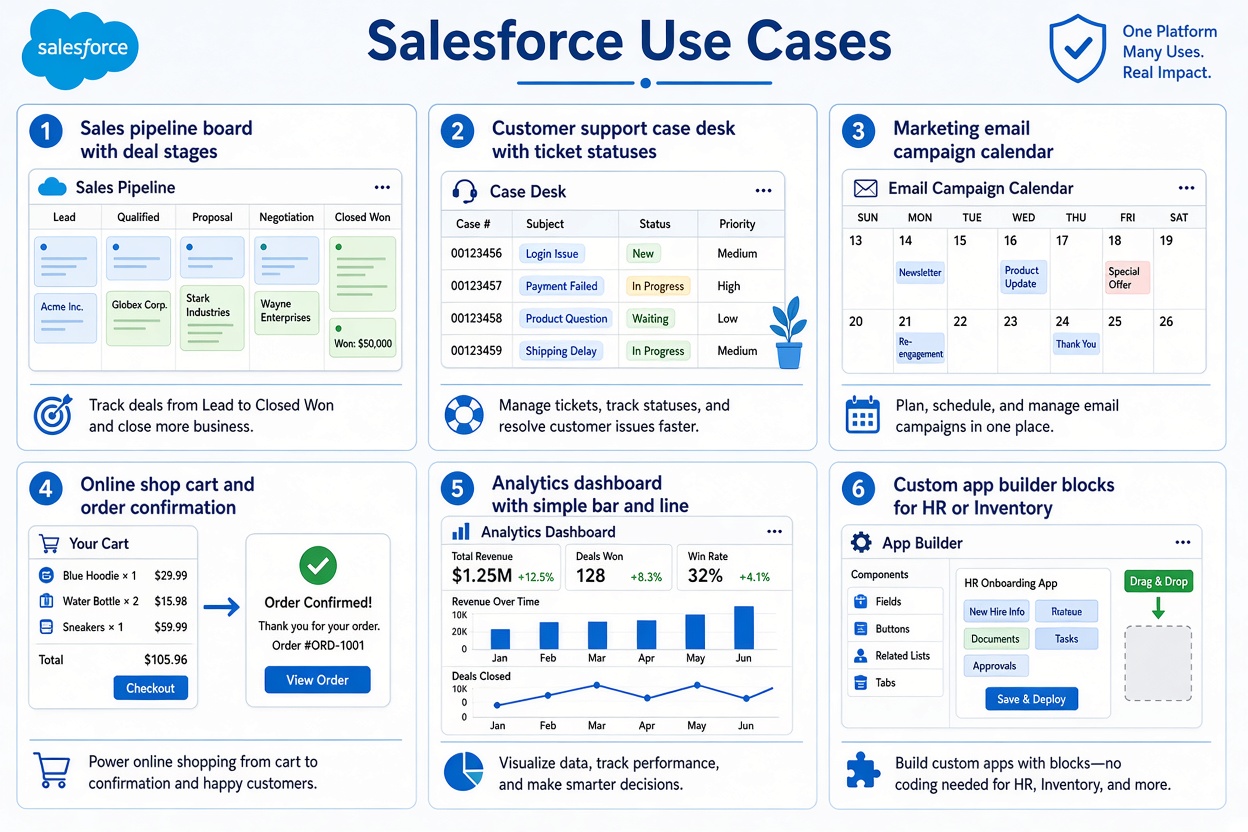 salesforce
Salesforce Use Cases
One Platform
Many Uses.
Real Impact.
1
Sales pipeline board
with deal stages
Sales Pipeline
Lead
Qualified
Proposal
Negotiation
Closed Won
Acme Inc.
Globex Corp.
Stark
Industries
Wayne
Enterprises
Won: $50,000
Track deals from Lead to Closed Won
and close more business.
2
Customer support case desk
with ticket statuses
Case Desk
Case # Subject Status Priority
00123456 Login Issue New Medium
00123457 Payment Failed In Progress High
00123458 Product Question Waiting Low
00123459 Shipping Delay In Progress Medium
Manage tickets, track statuses, and
resolve customer issues faster.
3
Marketing email
campaign calendar
Email Campaign Calendar
SUN MON TUE WED THU FRI SAT
13 14 15 16 17 18 19
Newsletter
Product
Update
Special
Offer
20 21 22 23 24 25 26
Re-
engagement
Thank You
Plan, schedule, and manage email
campaigns in one place.
4
Online shop cart and
order confirmation
Your Cart
Blue Hoodie × 1 $29.99
Water Bottle × 2 $15.98
Sneakers × 1 $59.99
Total $105.96
Checkout
Order Confirmed!
Thank you for your order.
Order #ORD-1001
View Order
Power online shopping from cart to
confirmation and happy customers.
5
Analytics dashboard
with simple bar and line
Analytics Dashboard
Total Revenue
$1.25M +12.5%
Deals Won
128 +8.3%
Win Rate
32% +4.1%
Revenue Over Time
10K
20K
0
Jan Feb Mar Apr May Jun
Deals Closed
10K
0
0
Jan Feb Mar Apr May Jun
Visualize data, track performance,
and make smarter decisions.
6
Custom app builder blocks
for HR or Inventory
App Builder
Components
Fields
Buttons
Related Lists
Tabs
HR Onboarding App
New Hire Info
Rateue
Documents
Tasks
Approvals
Save & Deploy
Drag & Drop
Build custom apps with blocks—no
coding needed for HR, Inventory, and more.